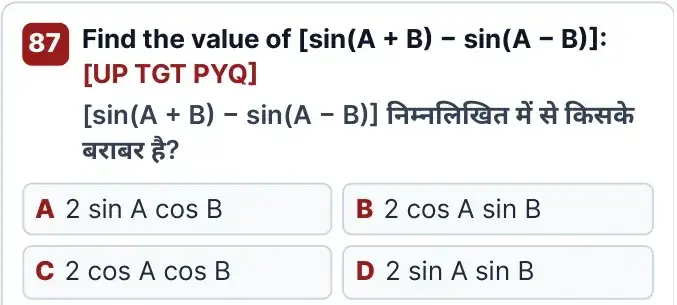 87 Find the value of [sin(A + B) − sin(A − B)]:
[UP TGT PYQ]
[sin(A + B) − sin(A − B)] निम्नलिखित में से किसके
बराबर है?
A 2 sin A cos B
B 2 cos A sin B
C 2 cos A cos B
D 2 sin A sin B